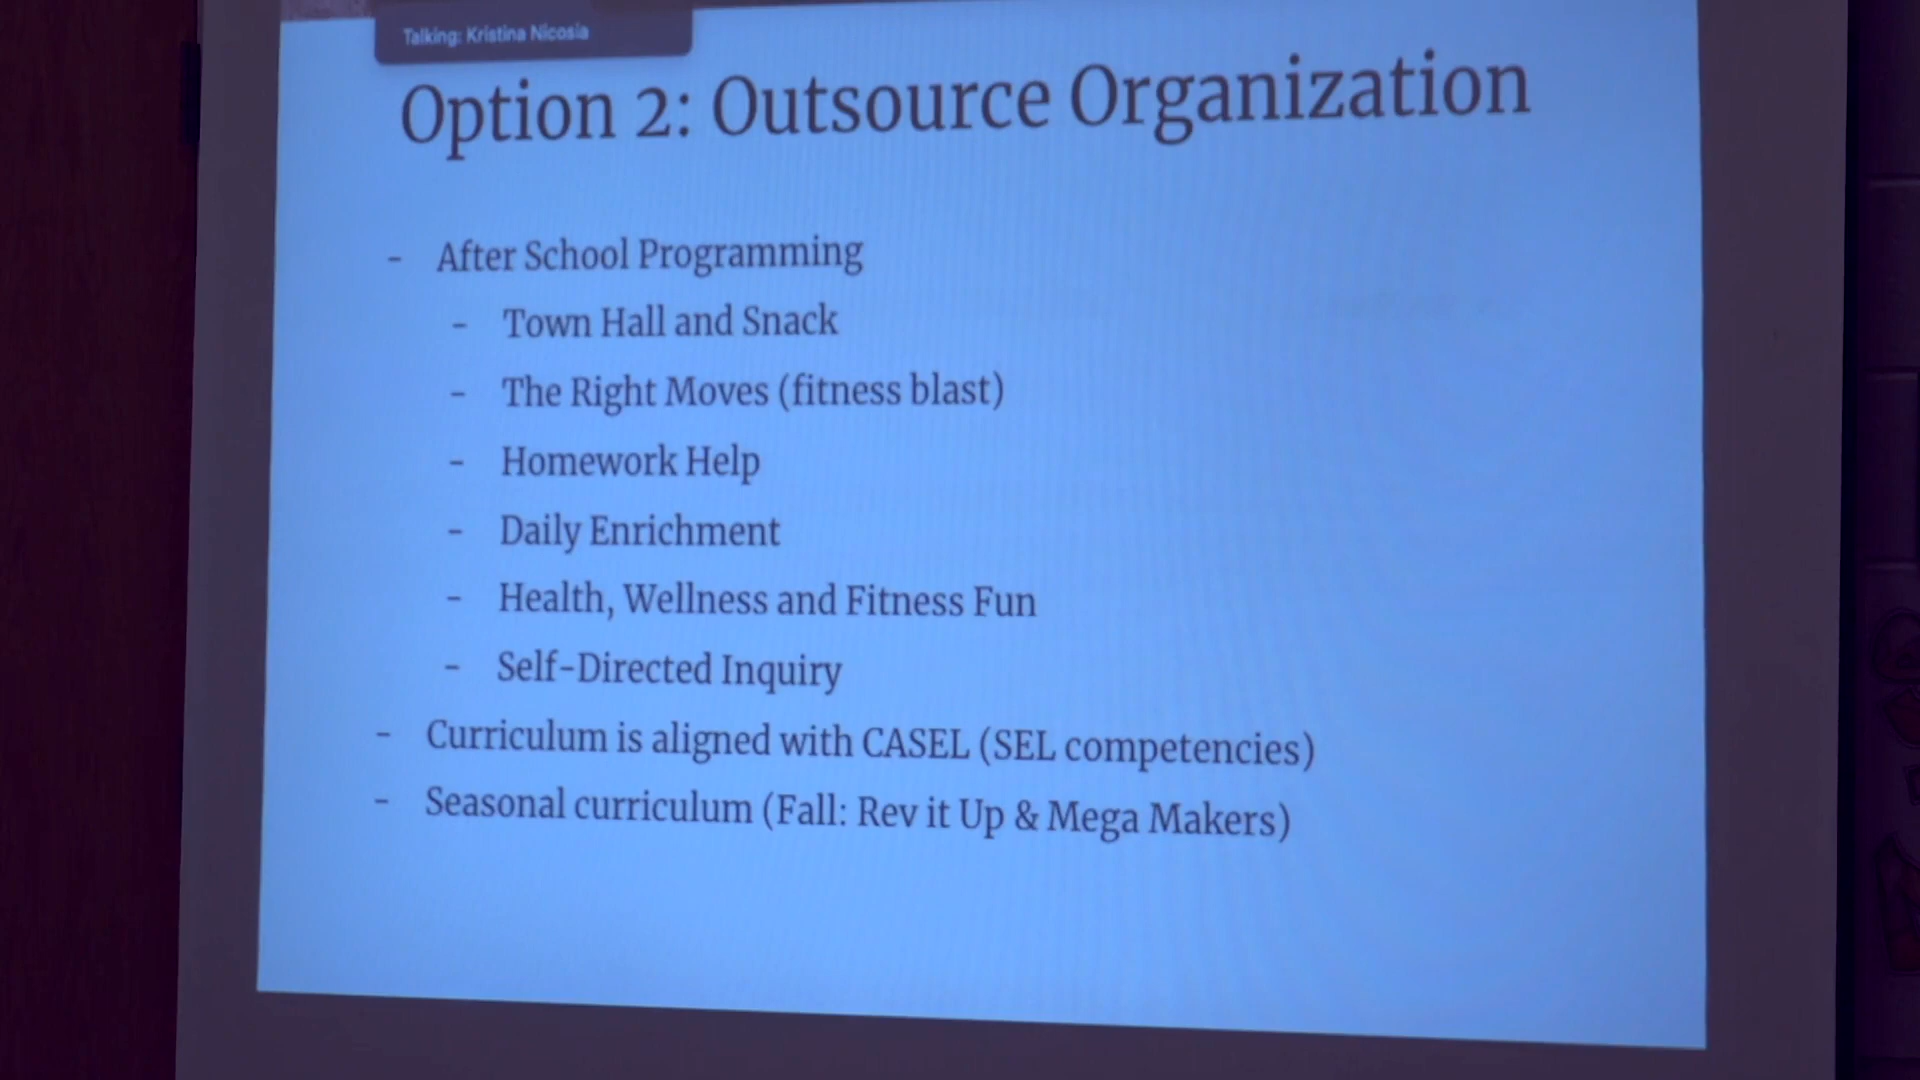 Talking: Kristina Nicosia
Option 2: Outsource Organization
- After School Programming
- Town Hall and Snack
- The Right Moves (fitness blast)
- Homework Help
- Daily Enrichment
- Health, Wellness and Fitness Fun
- Self-Directed Inquiry
- Curriculum is aligned with CASEL (SEL competencies)
- Seasonal curriculum (Fall: Rev it Up & Mega Makers)